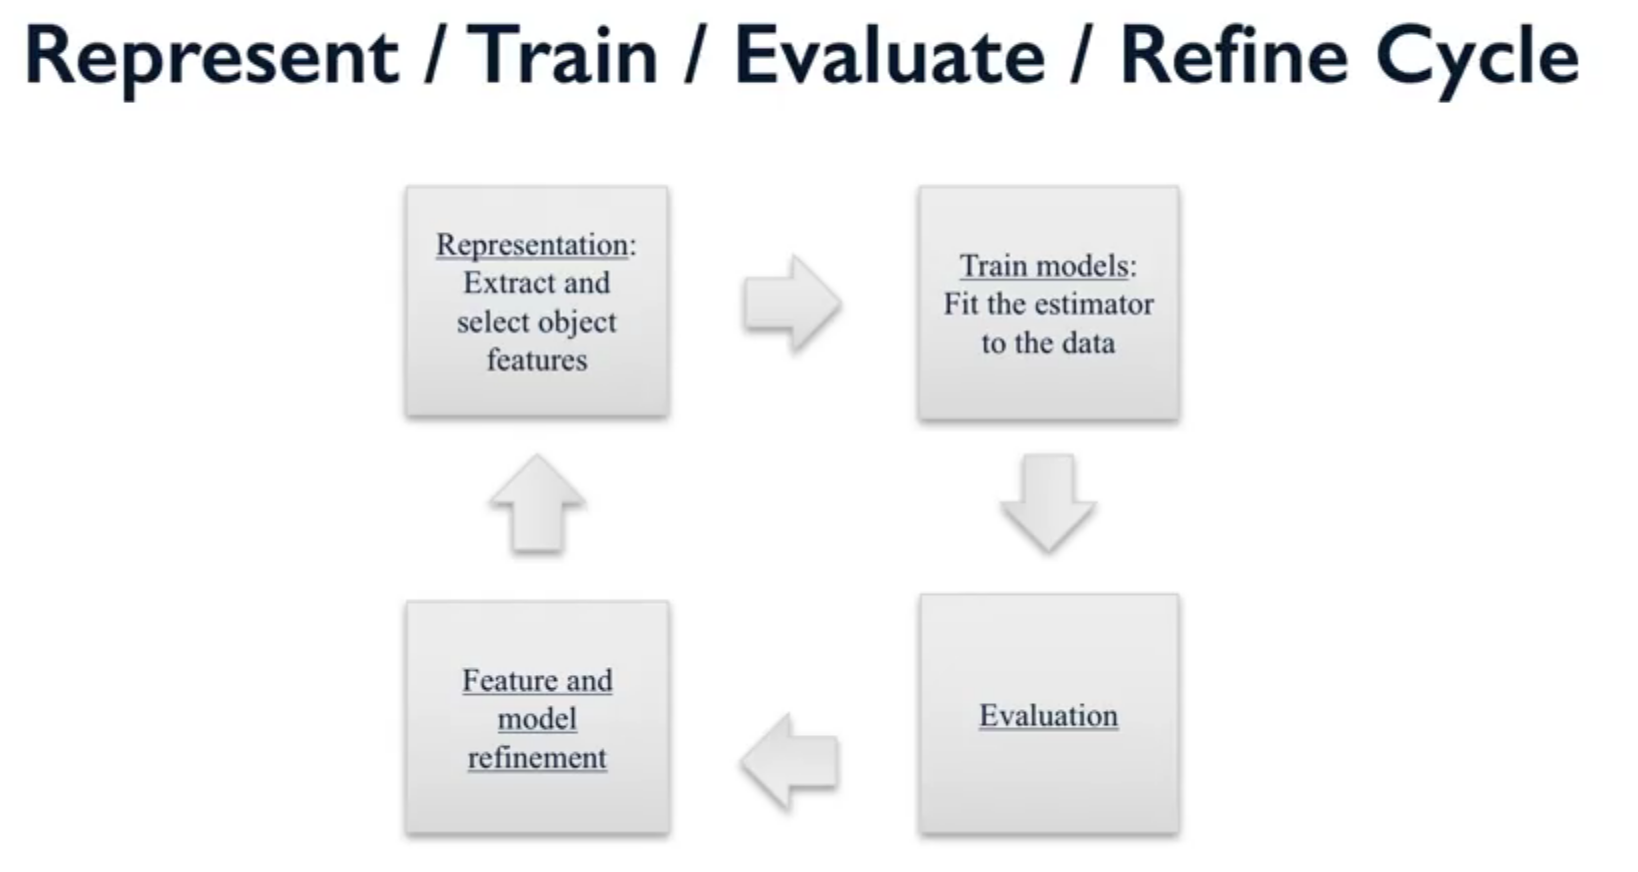 Represent / Train / Evaluate / Refine Cycle
Representation:
Extract and
select object
features
Train models:
Fit the estimator
to the data
Feature and
model
refinement
Evaluation